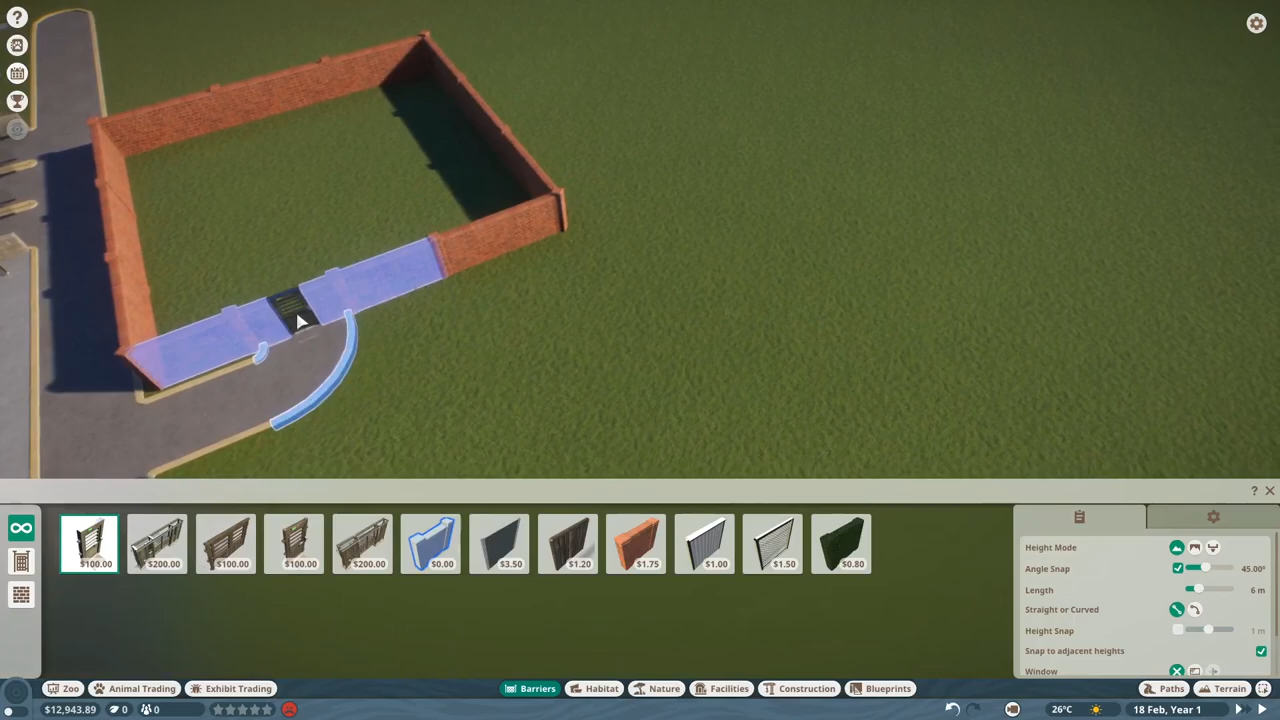 ? ×
$100.00 $200.00 $100.00 $100.00 $200.00 $0.00 $3.50 $1.20 $1.75 $1.00 $1.50 $0.80
Height Mode
Angle Snap 45.00°
Length 6 m
Straight or Curved
Height Snap 1 m
Snap to adjacent heights
Window
Zoo Animal Trading Exhibit Trading Barriers Habitat Nature Facilities Construction Blueprints Paths Terrain
$12,943.89 0 0 26°C 18 Feb, Year 1